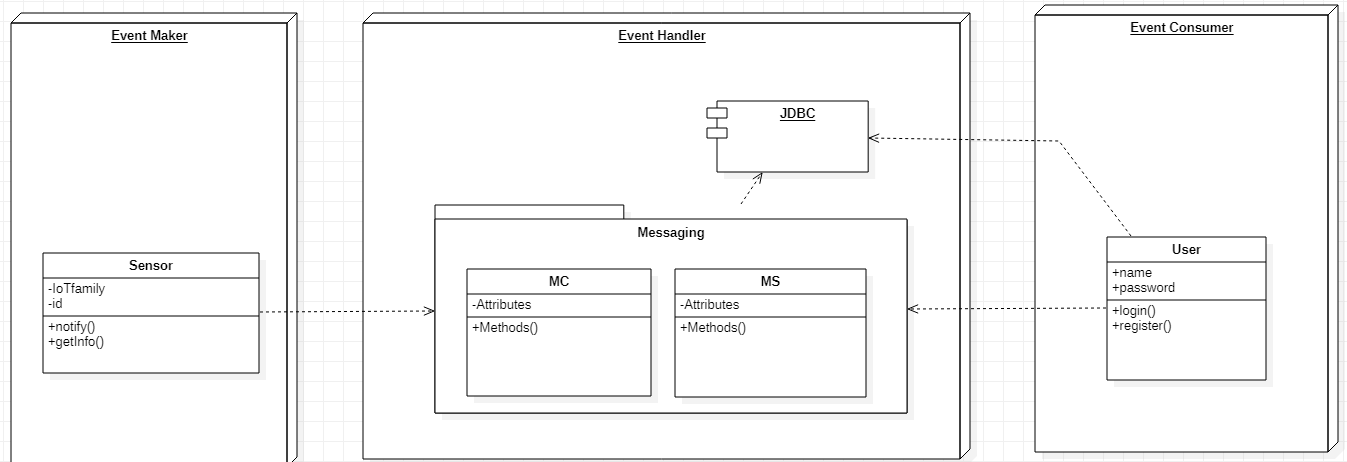 Event Maker
Sensor
-IoTfamily
-id
+notify()
+getInfo()
Event Handler
JDBC
Messaging
MC
-Attributes
+Methods()
MS
-Attributes
+Methods()
Event Consumer
User
+name
+password
+login()
+register()